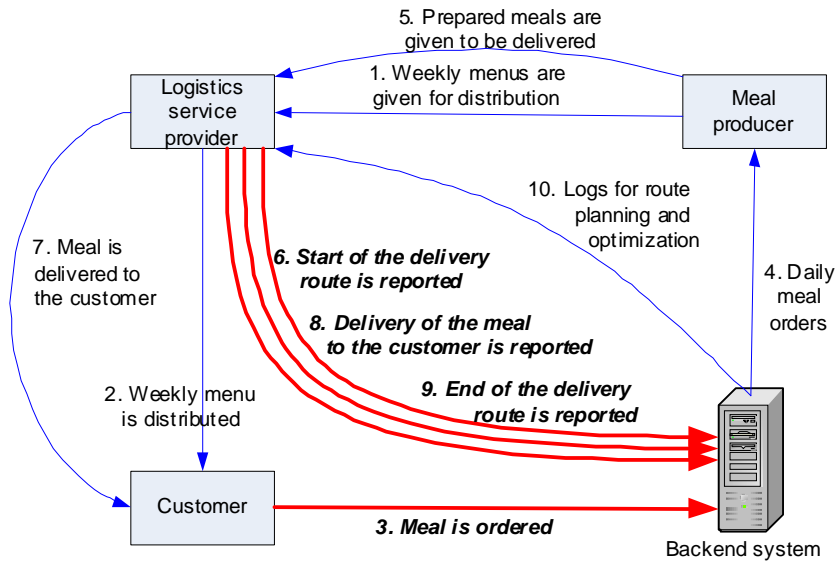 5. Prepared meals are
given to be delivered
1. Weekly menus are
given for distribution
Logistics
service
provider
Meal
producer
10. Logs for route
planning and
optimization
7. Meal is
delivered to
the customer
6. Start of the delivery
route is reported
4. Daily
meal
orders
8. Delivery of the meal
to the customer is reported
9. End of the delivery
route is reported
2. Weekly menu
is distributed
Customer
3. Meal is ordered
Backend system